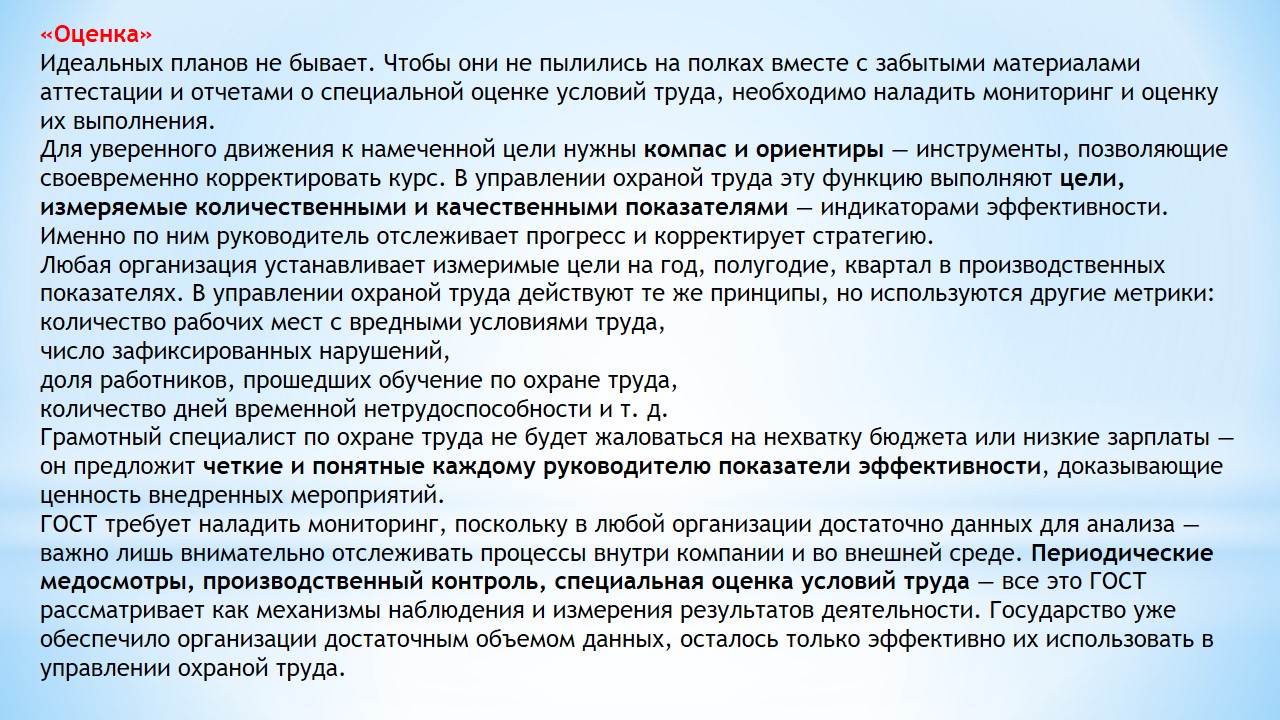 «Оценка»
Идеальных планов не бывает. Чтобы они не пылились на полках вместе с забытыми материалами
аттестации и отчетами о специальной оценке условий труда, необходимо наладить мониторинг и оценку
их выполнения.
Для уверенного движения к намеченной цели нужны компас и ориентиры — инструменты, позволяющие
своевременно корректировать курс. В управлении охраной труда эту функцию выполняют цели,
измеряемые количественными и качественными показателями — индикаторами эффективности.
Именно по ним руководитель отслеживает прогресс и корректирует стратегию.
Любая организация устанавливает измеримые цели на год, полугодие, квартал в производственных
показателях. В управлении охраной труда действуют те же принципы, но используются другие метрики:
количество рабочих мест с вредными условиями труда,
число зафиксированных нарушений,
доля работников, прошедших обучение по охране труда,
количество дней временной нетрудоспособности и т. д.
Грамотный специалист по охране труда не будет жаловаться на нехватку бюджета или низкие зарплаты —
он предложит четкие и понятные каждому руководителю показатели эффективности, доказывающие
ценность внедренных мероприятий.
ГОСТ требует наладить мониторинг, поскольку в любой организации достаточно данных для анализа —
важно лишь внимательно отслеживать процессы внутри компании и во внешней среде. Периодические
медосмотры, производственный контроль, специальная оценка условий труда — все это ГОСТ
рассматривает как механизмы наблюдения и измерения результатов деятельности. Государство уже
обеспечило организации достаточным объемом данных, осталось только эффективно их использовать в
управлении охраной труда.